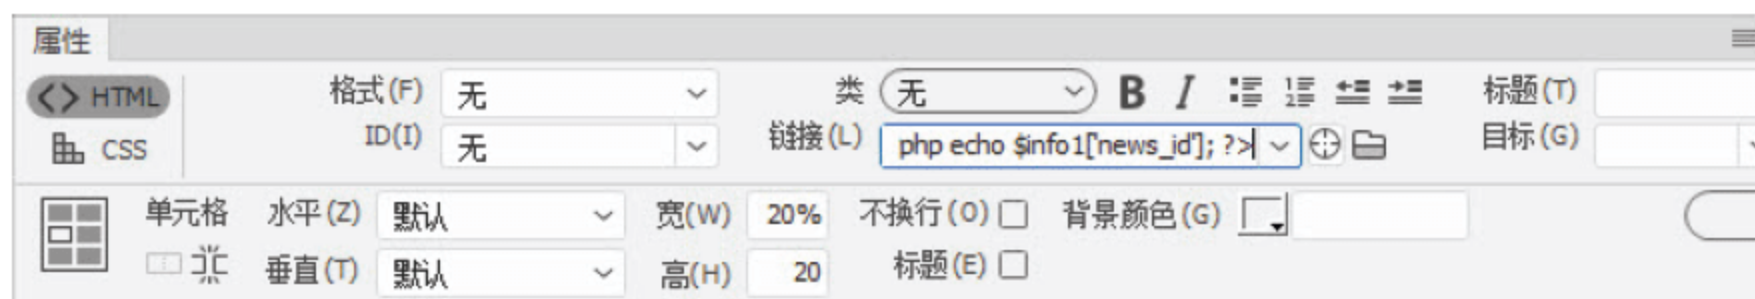 属性
<> HTML 格式(F) 无 类 无 B I 标题(T)
CSS ID(I) 无 链接(L) php echo $info1['news_id']; ?> 目标(G)
单元格 水平(Z) 默认 宽(W) 20% 不换行(O) 背景颜色(G)
垂直(T) 默认 高(H) 20 标题(E)